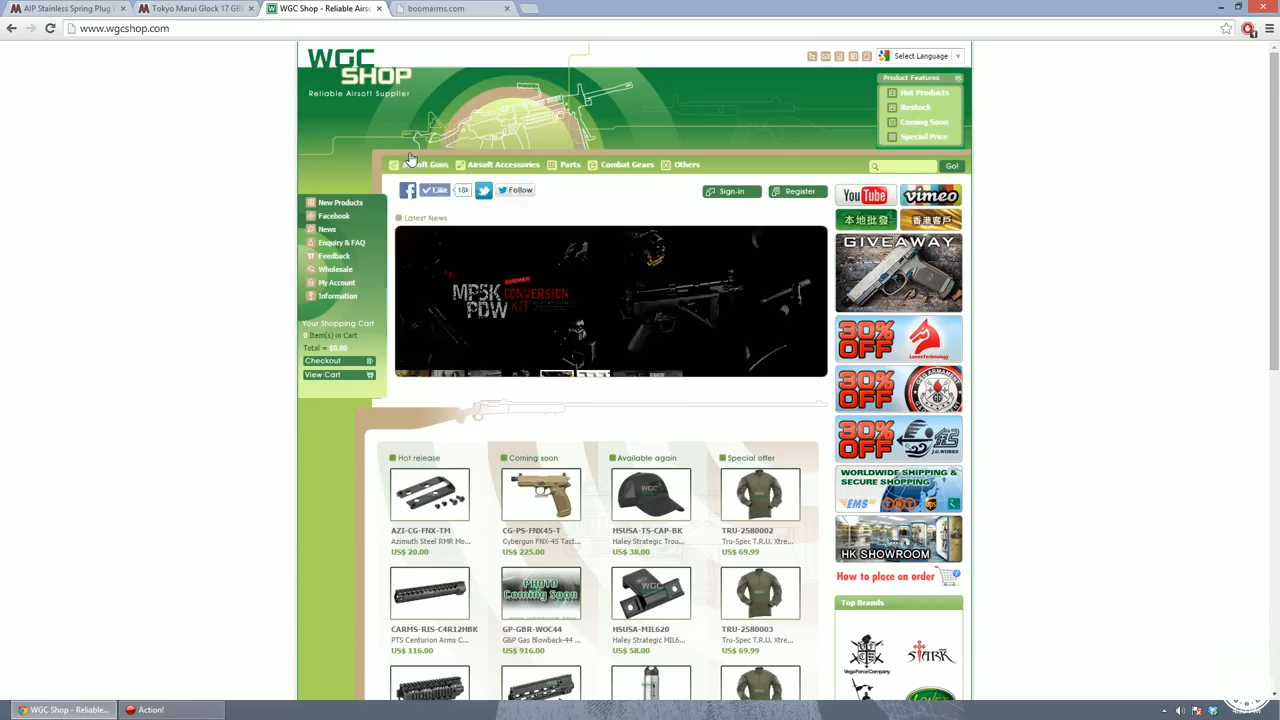 AIP Stainless Spring Plug
Tokyo Marui Glock 17 GB
WGC Shop - Reliable Airso
boomarms.com
www.wgcshop.com
WGC
SHOP
Reliable Airsoft Supplier
Select Language
Product Features
Hot Products
Restock
Coming Soon
Special Price
Airsoft Guns
Airsoft Accessories
Parts
Combat Gears
Others
Go!
Like
18k
Follow
Sign-in
Register
YouTube
vimeo
本地批發
香港客戶
New Products
Facebook
News
Enquiry & FAQ
Feedback
Wholesale
My Account
Information
Your Shopping Cart
0 Item(s) in Cart
Total = $0.00
Checkout
View Cart
Latest News
MP5K
PDW
CONVERSION
KIT
GIVEAWAY
30%
OFF
LonexTechnology
30%
OFF
30%
OFF
J.G.WORKS
WORLDWIDE SHIPPING &
SECURE SHOPPING
EMS
TNT
UPS
HK SHOWROOM
How to place an order
Top Brands
VegaForceCompany
STARK
LONEX
Hot release
Coming soon
Available again
Special offer
AZI-CG-FNX-TM
Azimuth Steel RMR Mo...
US$ 20.00
CG-PS-FNX45-T
Cybergun FNX-45 Tact...
US$ 225.00
WGC
HSUSA-TS-CAP-BK
Haley Strategic Trou...
US$ 38.00
TRU-2580002
Tru-Spec T.R.U. Xtre...
US$ 69.99
CARMS-RIS-C4R12HBK
PTS Centurion Arms C...
US$ 116.00
PHOTO
Coming Soon
GP-GBR-WOC44
G&P Gas Blowback-44 ...
US$ 916.00
WGC
HSUSA-MIL620
Haley Strategic MIL6...
US$ 58.00
TRU-2580003
Tru-Spec T.R.U. Xtre...
US$ 69.99
WGC Shop - Reliable...
Action!